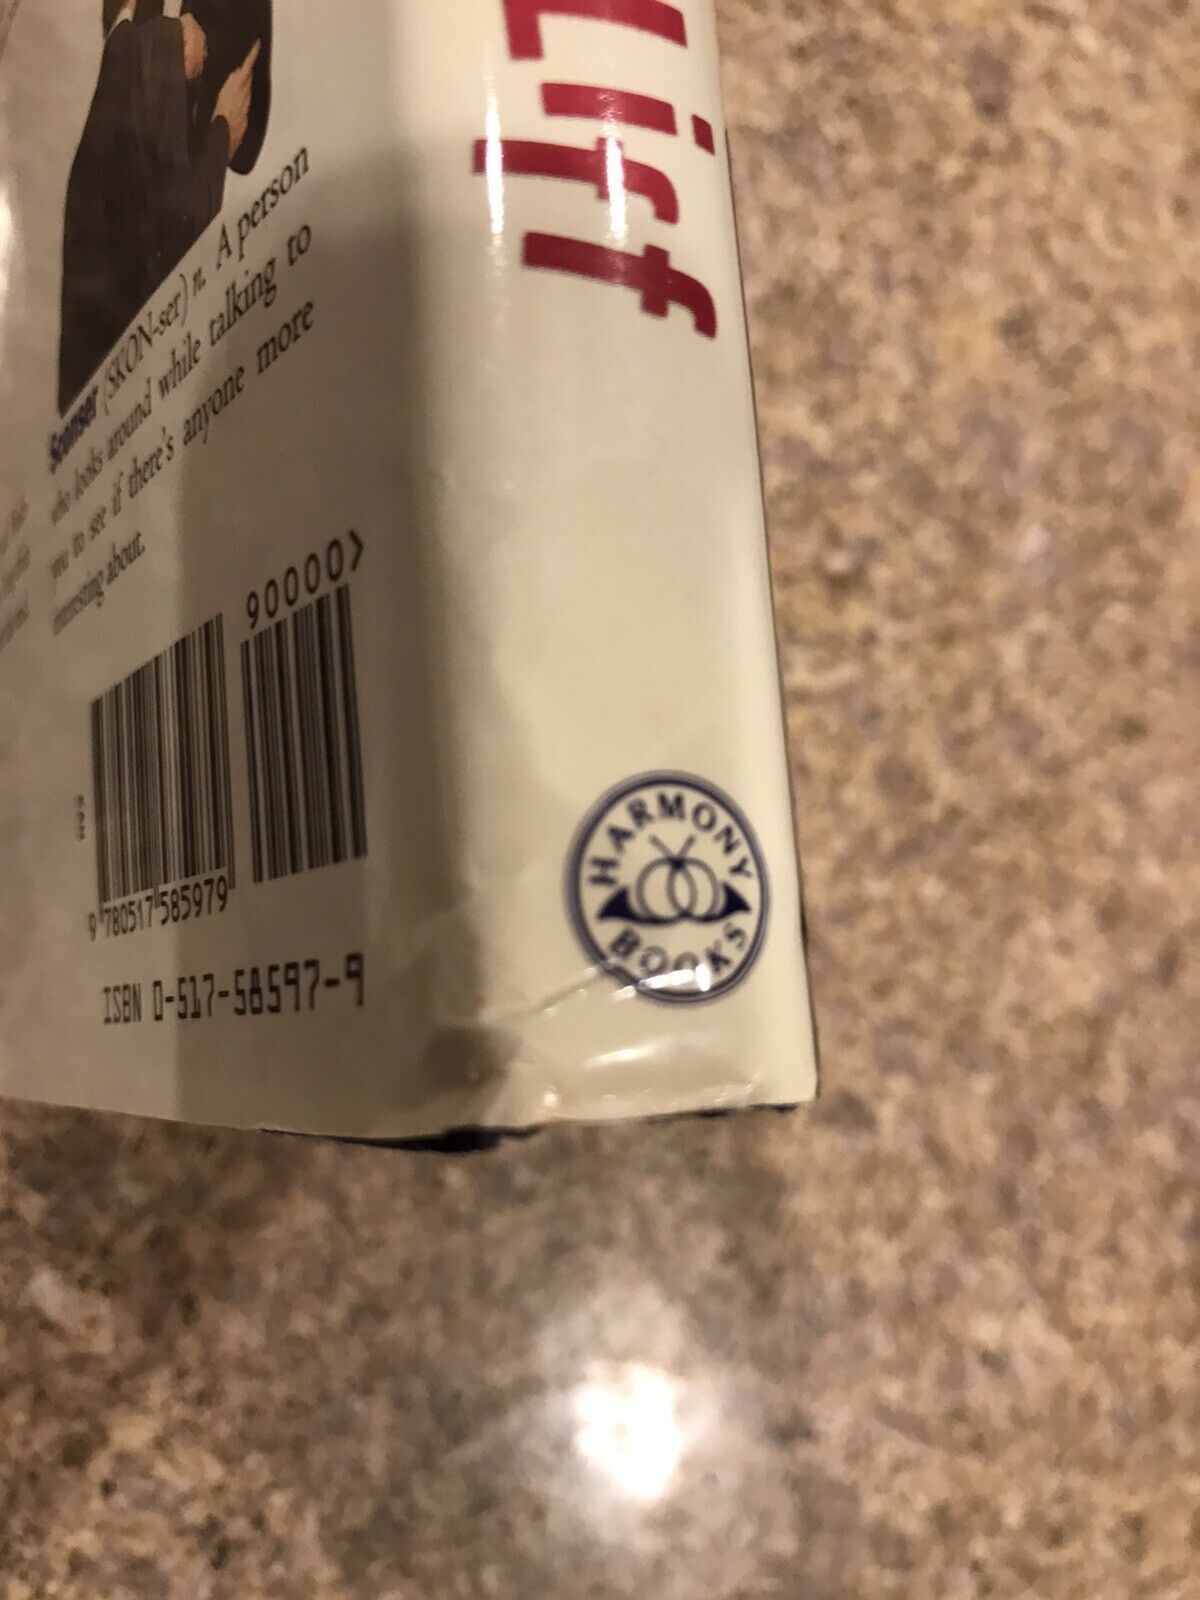 Liff
Sconser (SKON-ser) n. A person
who looks around while talking to
you to see if there's anyone more
interesting about.
90000>
EAN
9 780517 585979
ISBN 0-517-58597-9
HARMONY
BOOKS